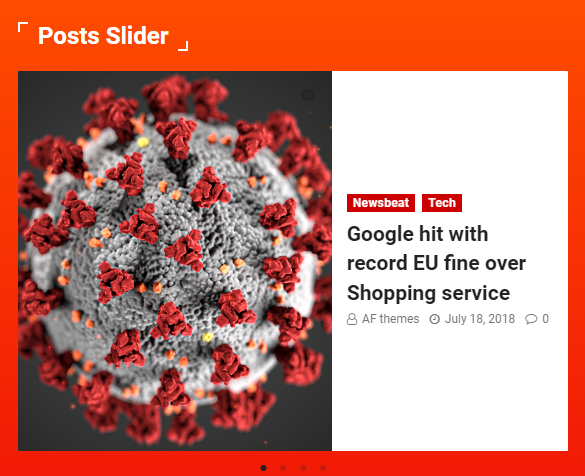 Posts Slider
Newsbeat Tech
Google hit with
record EU fine over
Shopping service
AF themes July 18, 2018 0